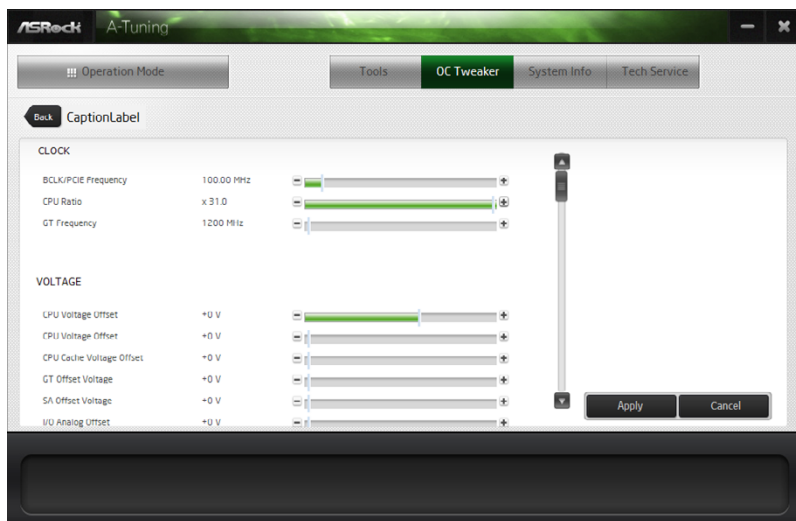 ASRock A-Tuning
Operation Mode Tools OC Tweaker System Info Tech Service
Back CaptionLabel
CLOCK
BCLK/PCIE Frequency 100.00 MHz
CPU Ratio x 31.0
GT Frequency 1200 MHz
VOLTAGE
CPU Voltage Offset +0 V
CPU Voltage Offset +0 V
CPU Cache Voltage Offset +0 V
GT Offset Voltage +0 V
SA Offset Voltage +0 V
I/O Analog Offset +0 V
Apply Cancel